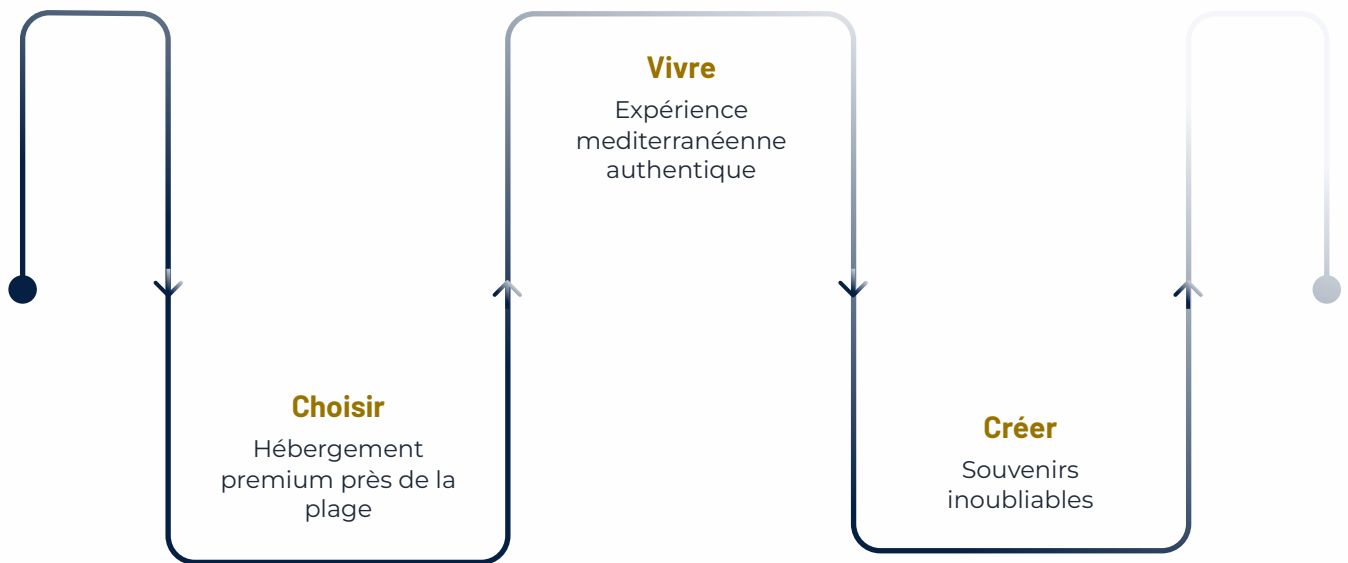 Choisir
Hébergement
premium près de la
plage
Vivre
Expérience
mediterranéenne
authentique
Créer
Souvenirs
inoubliables